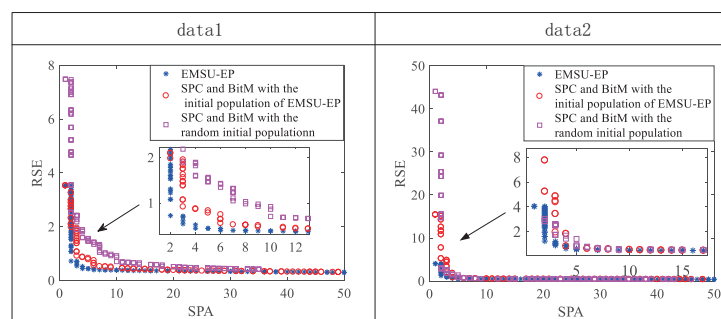 data1
data2
8
6
4
2
0
RSE
0
10
20
30
40
50
SPA
EMSU-EP
SPC and BitM with the
initial population of EMSU-EP
SPC and BitM with the
random initial populationn
2
1
2
4
6
8
10
12
50
40
30
20
10
0
RSE
0
10
20
30
40
50
SPA
EMSU-EP
SPC and BitM with the
initial population of EMSU-EP
SPC and BitM with the
random initial population
8
6
4
2
5
10
15